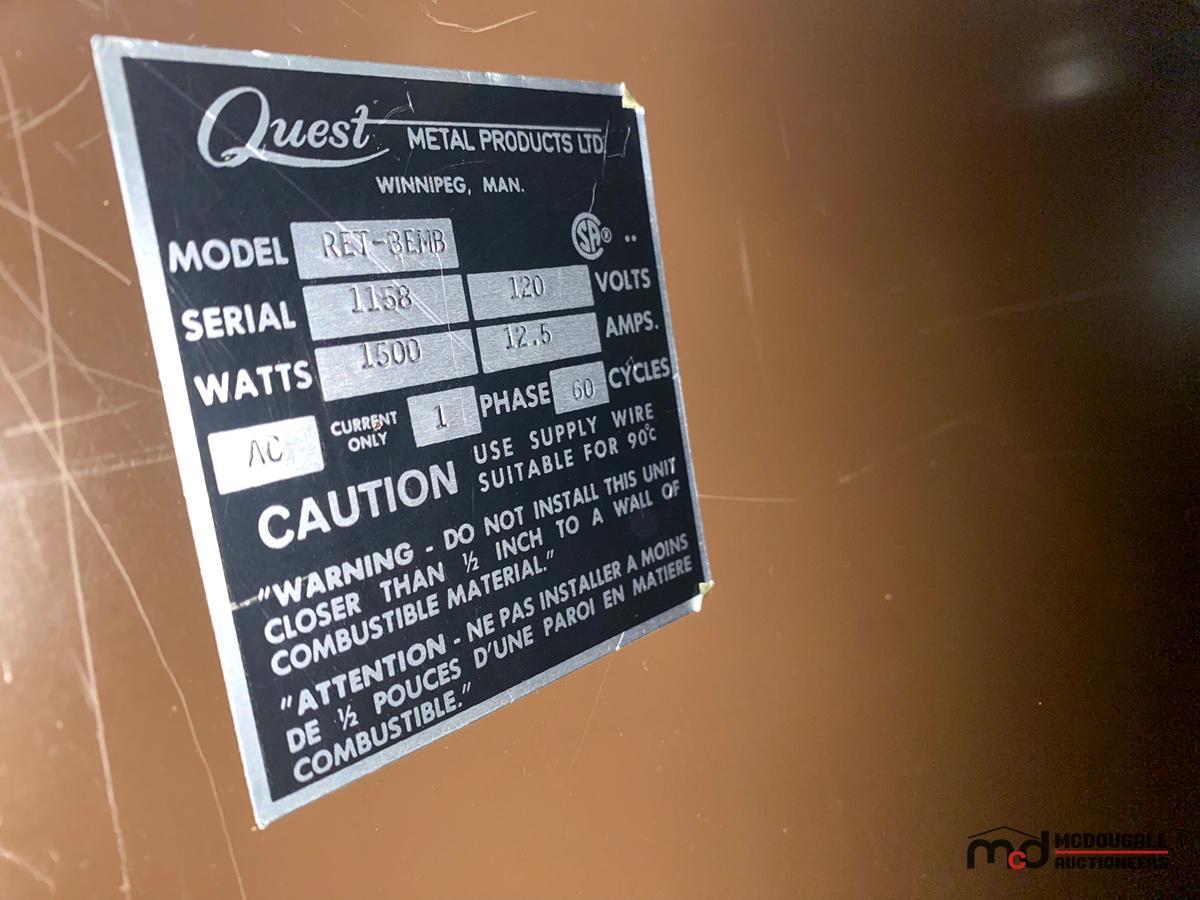 Quest METAL PRODUCTS LTD
WINNIPEG, MAN.
MODEL RET-3EMB SA®
SERIAL 1158 120 VOLTS
WATTS 1500 12.5 AMPS.
AC CURRENT ONLY 1 PHASE 60 CYCLES
CAUTION USE SUPPLY WIRE
SUITABLE FOR 90°C
"WARNING - DO NOT INSTALL THIS UNIT
CLOSER THAN ½ INCH TO A WALL OF
COMBUSTIBLE MATERIAL."
"ATTENTION - NE PAS INSTALLER A MOINS
DE ½ POUCES D'UNE PAROI EN MATIERE
COMBUSTIBLE."
mcd MCDOUGALL
AUCTIONEERS